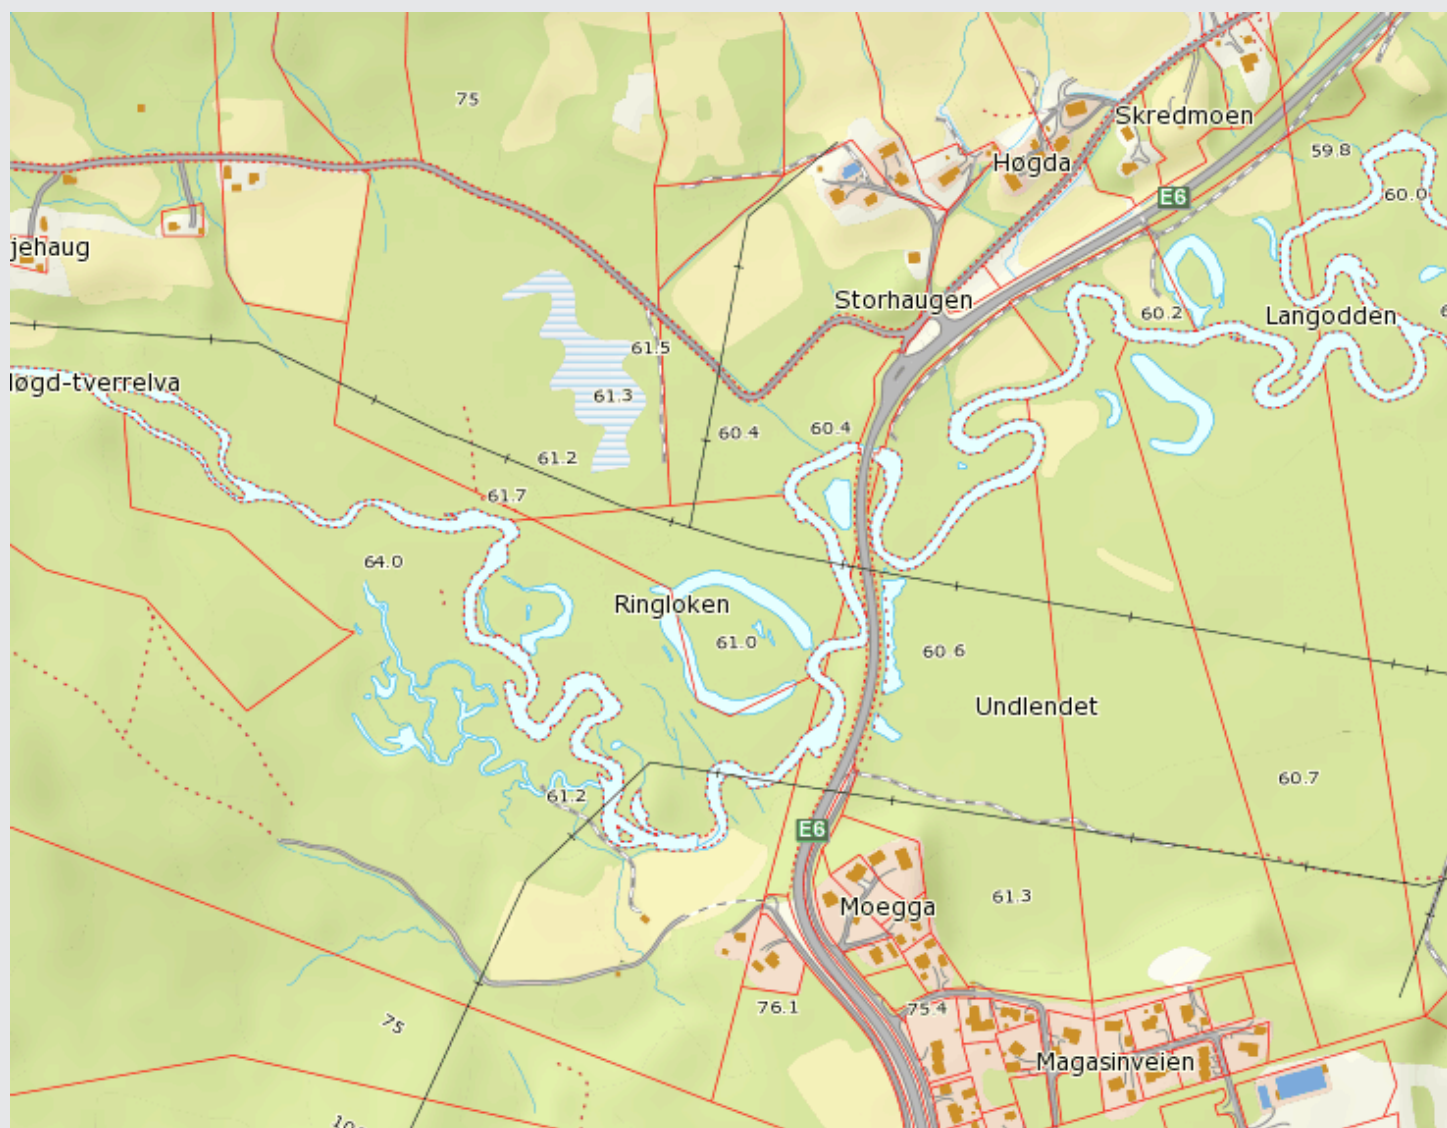 75
Skredmoen
Høgda
59.8
E6
60.0
jehaug
Storhaugen
60.2
Langodden
61.5
løgd-tverrelva
61.3
60.4
60.4
61.2
61.7
64.0
Ringloken
61.0
60.6
Undlendet
60.7
61.2
E6
61.3
Moegga
76.1
75.4
75
Magasinveien